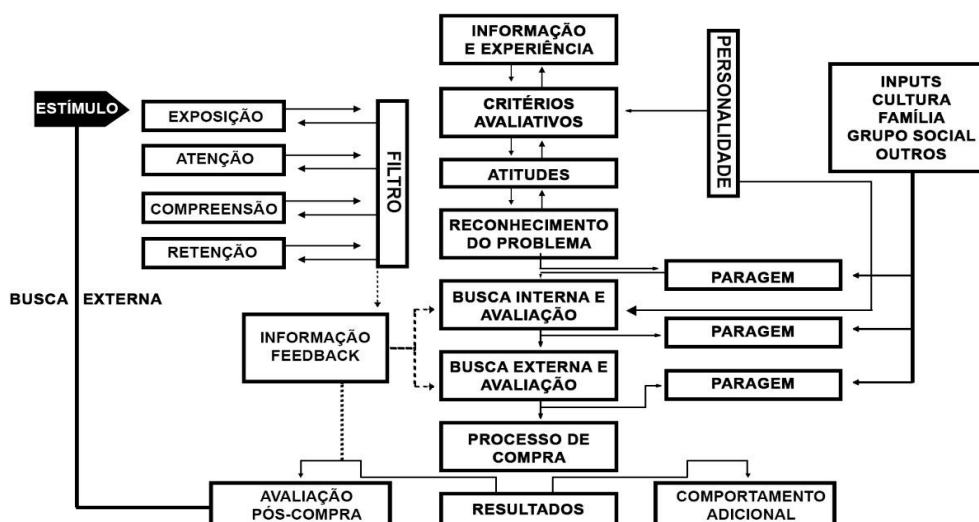 INFORMAÇÃO
E EXPERIÊNCIA
PERSONALIDADE
INPUTS
CULTURA
FAMÍLIA
GRUPO SOCIAL
OUTROS
ESTÍMULO
EXPOSIÇÃO
FILTRO
CRITÉRIOS
AVALIATIVOS
ATENÇÃO
ATITUDES
COMPREENSÃO
RETENÇÃO
RECONHECIMENTO
DO PROBLEMA
PARAGEM
BUSCA EXTERNA
BUSCA INTERNA E
AVALIAÇÃO
PARAGEM
INFORMAÇÃO
FEEDBACK
BUSCA EXTERNA E
AVALIAÇÃO
PARAGEM
PROCESSO DE
COMPRA
AVALIAÇÃO
PÓS-COMPRA
RESULTADOS
COMPORTAMENTO
ADICIONAL